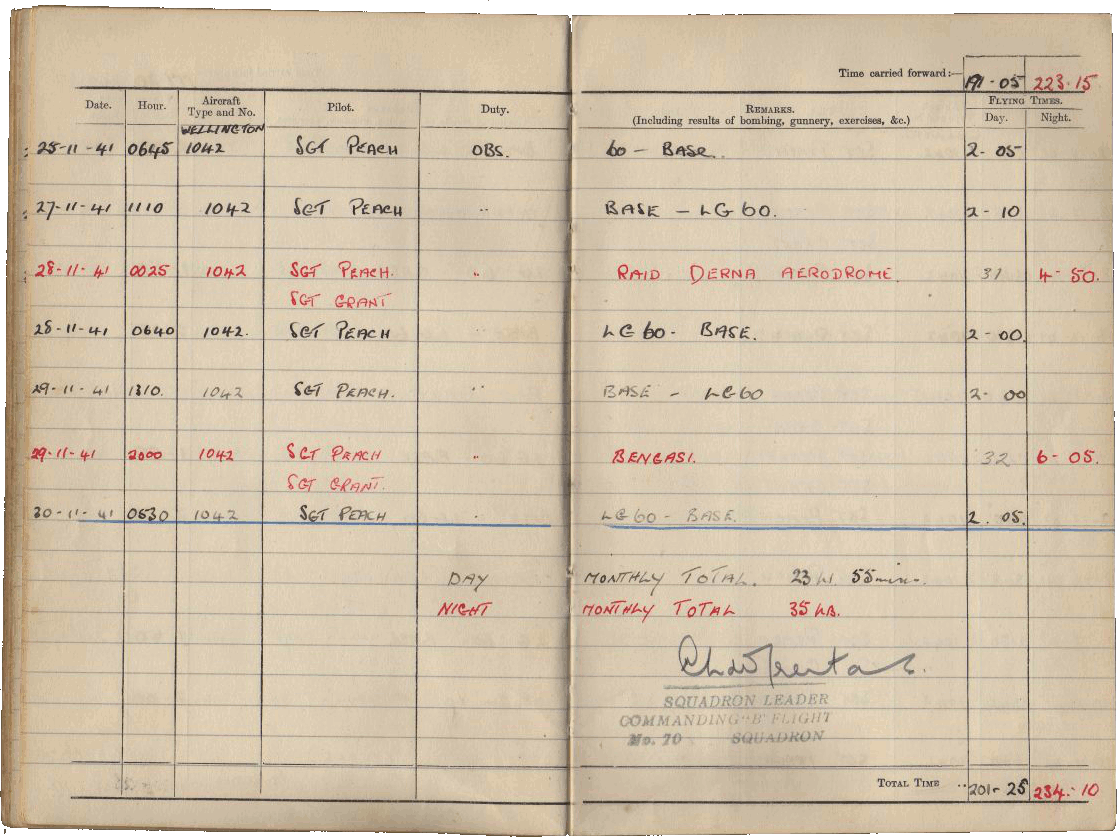 Time carried forward:— 191-05 223-15
Date. Hour. Aircraft Type and No. Pilot. Duty. REMARKS. (Including results of bombing, gunnery, exercises, &c.) FLYING TIMES. Day. Night.
WELLINGTON
25-11-41 0645 1042 SGT PEACH OBS. 60 - BASE. 2-05
27-11-41 1110 1042 SGT PEACH " BASE - LG 60. 2-10
28-11-41 0025 1042 SGT PEACH. " RAID DERNA AERODROME. 31 4-50.
SGT GRANT
28-11-41 0640 1042. SGT PEACH " LG 60 - BASE. 2-00.
29-11-41 1310. 1042 SGT PEACH. " BASE - LG 60 2-00
29-11-41 2000 1042 SGT PEACH " BENGASI. 32 6-05.
SGT GRANT.
30-11-41 0630 1042 SGT PEACH " LG 60 - BASE. 2.05.
DAY MONTHLY TOTAL. 23 hr. 55 mins.
NIGHT MONTHLY TOTAL 35 hrs.
SQUADRON LEADER
COMMANDING "B" FLIGHT
No. 70 SQUADRON
TOTAL TIME .. 201-25 234-10